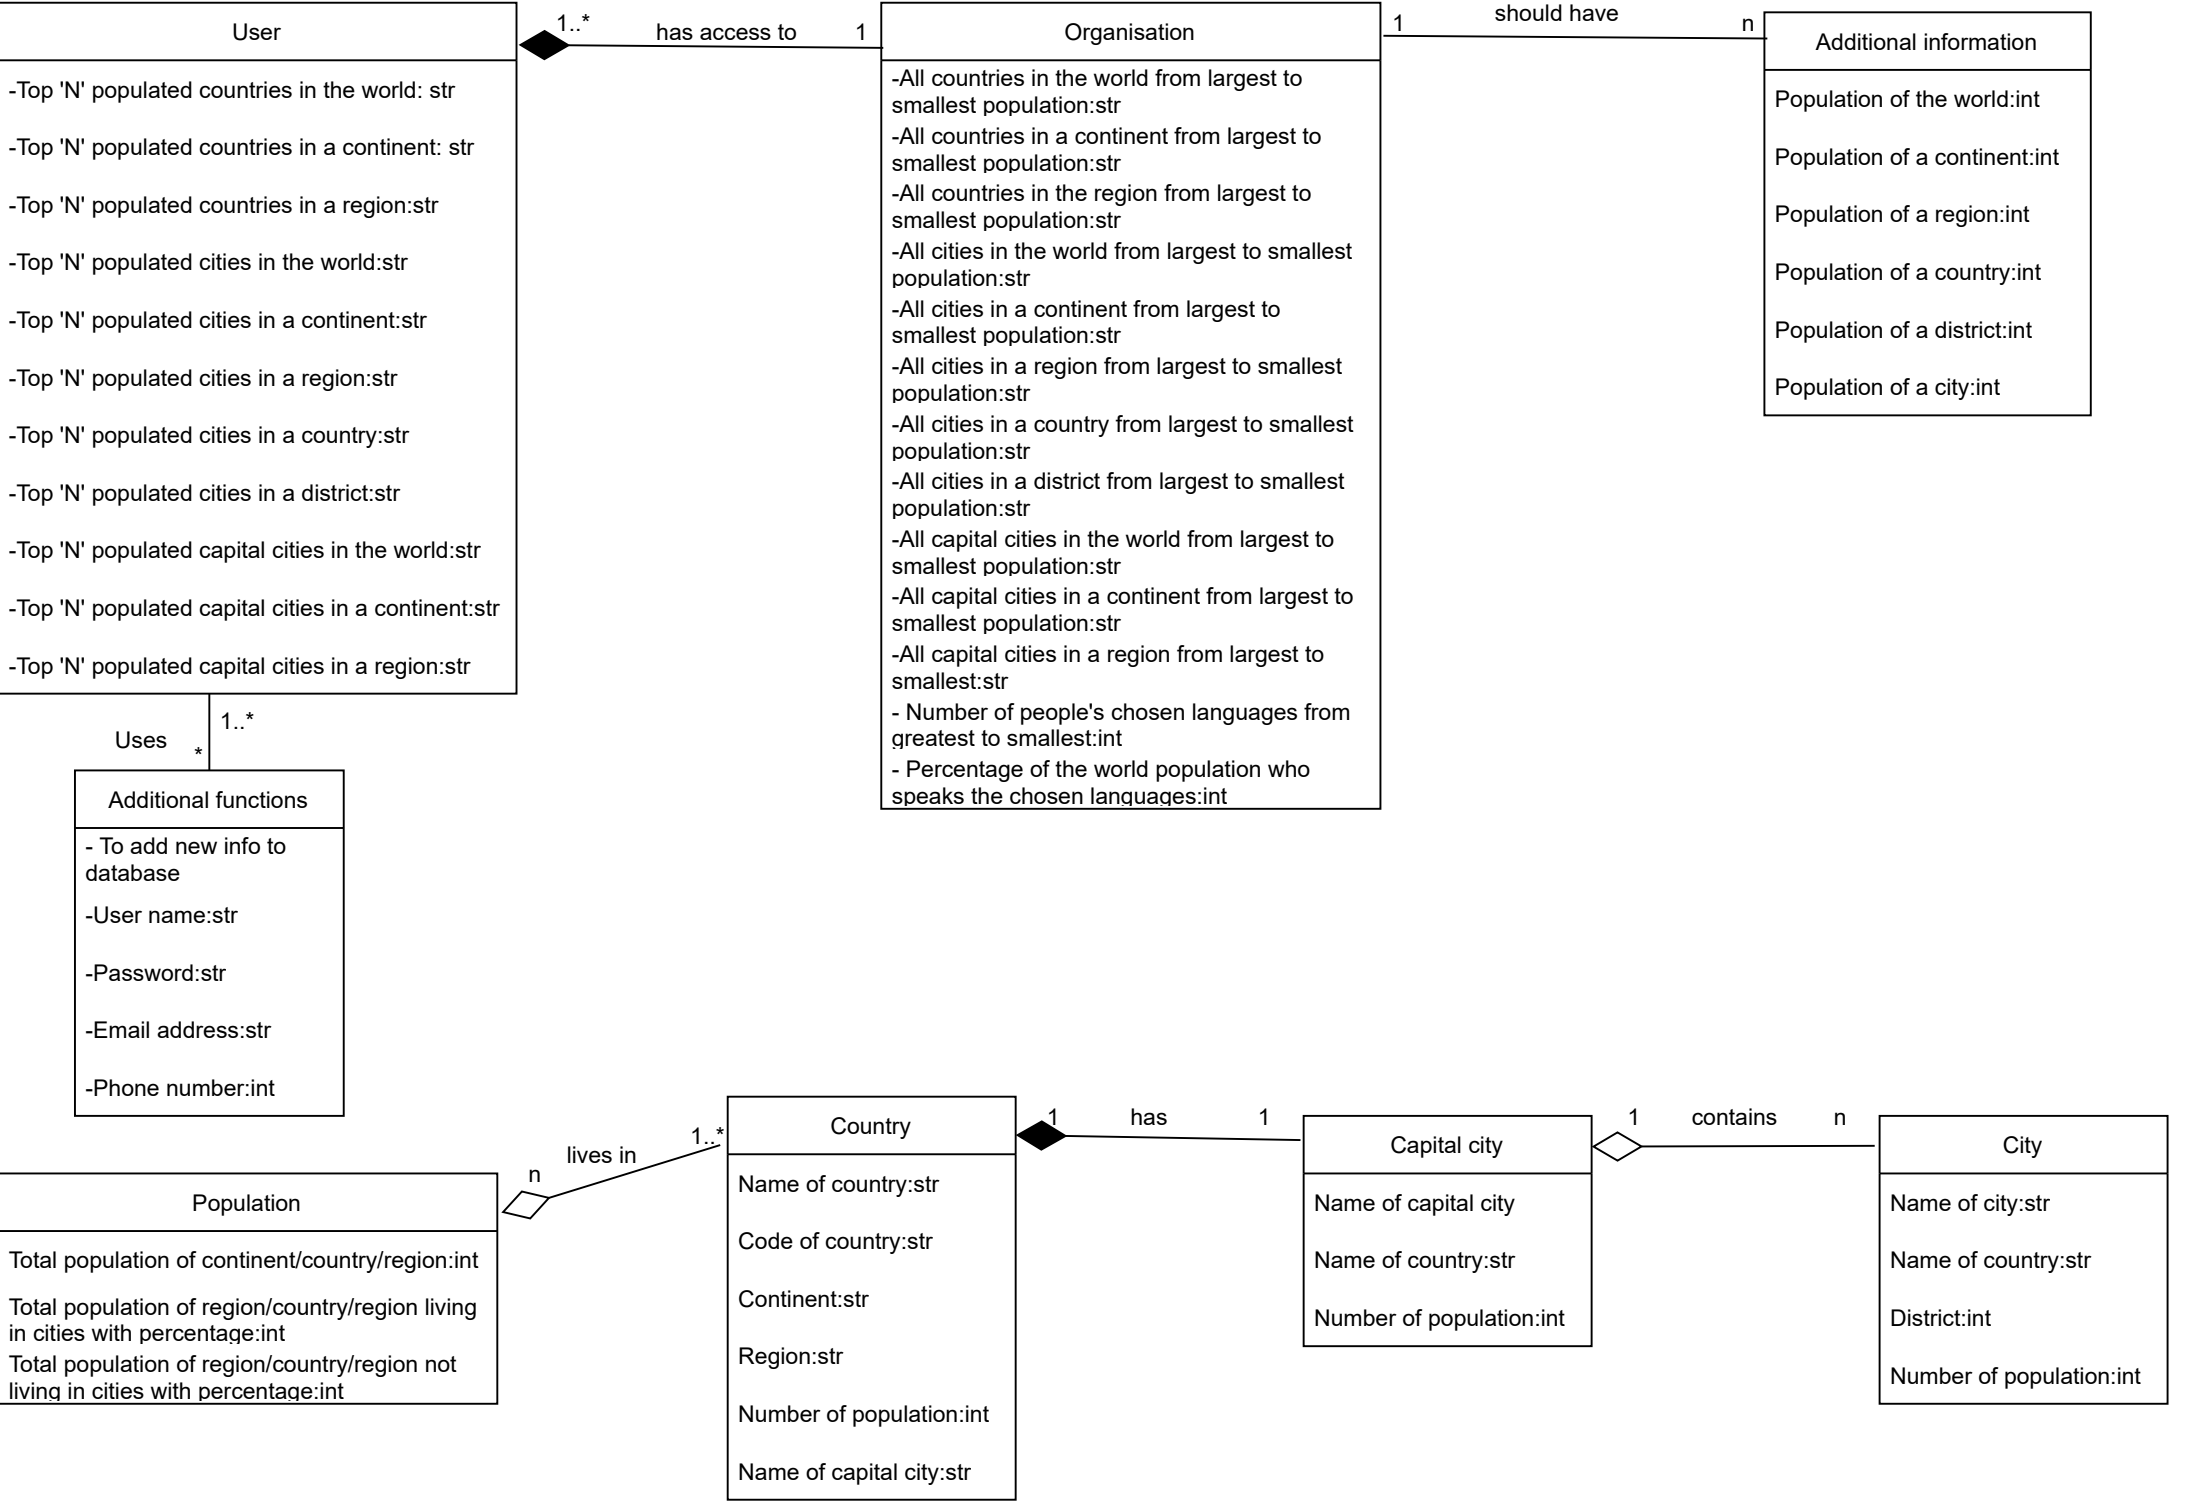 User
-Top 'N' populated countries in the world: str
-Top 'N' populated countries in a continent: str
-Top 'N' populated countries in a region:str
-Top 'N' populated cities in the world:str
-Top 'N' populated cities in a continent:str
-Top 'N' populated cities in a region:str
-Top 'N' populated cities in a country:str
-Top 'N' populated cities in a district:str
-Top 'N' populated capital cities in the world:str
-Top 'N' populated capital cities in a continent:str
-Top 'N' populated capital cities in a region:str
1..*
has access to
1
Organisation
-All countries in the world from largest to
smallest population:str
-All countries in a continent from largest to
smallest population:str
-All countries in the region from largest to
smallest population:str
-All cities in the world from largest to smallest
population:str
-All cities in a continent from largest to
smallest population:str
-All cities in a region from largest to smallest
population:str
-All cities in a country from largest to smallest
population:str
-All cities in a district from largest to smallest
population:str
-All capital cities in the world from largest to
smallest population:str
-All capital cities in a continent from largest to
smallest population:str
-All capital cities in a region from largest to
smallest:str
- Number of people's chosen languages from
greatest to smallest:int
- Percentage of the world population who
speaks the chosen languages:int
1
should have
n
Additional information
Population of the world:int
Population of a continent:int
Population of a region:int
Population of a country:int
Population of a district:int
Population of a city:int
1..*
Uses
*
Additional functions
- To add new info to
database
-User name:str
-Password:str
-Email address:str
-Phone number:int
Population
Total population of continent/country/region:int
Total population of region/country/region living
in cities with percentage:int
Total population of region/country/region not
living in cities with percentage:int
n
lives in
1..*
Country
Name of country:str
Code of country:str
Continent:str
Region:str
Number of population:int
Name of capital city:str
1
has
1
Capital city
Name of capital city
Name of country:str
Number of population:int
1
contains
n
City
Name of city:str
Name of country:str
District:int
Number of population:int